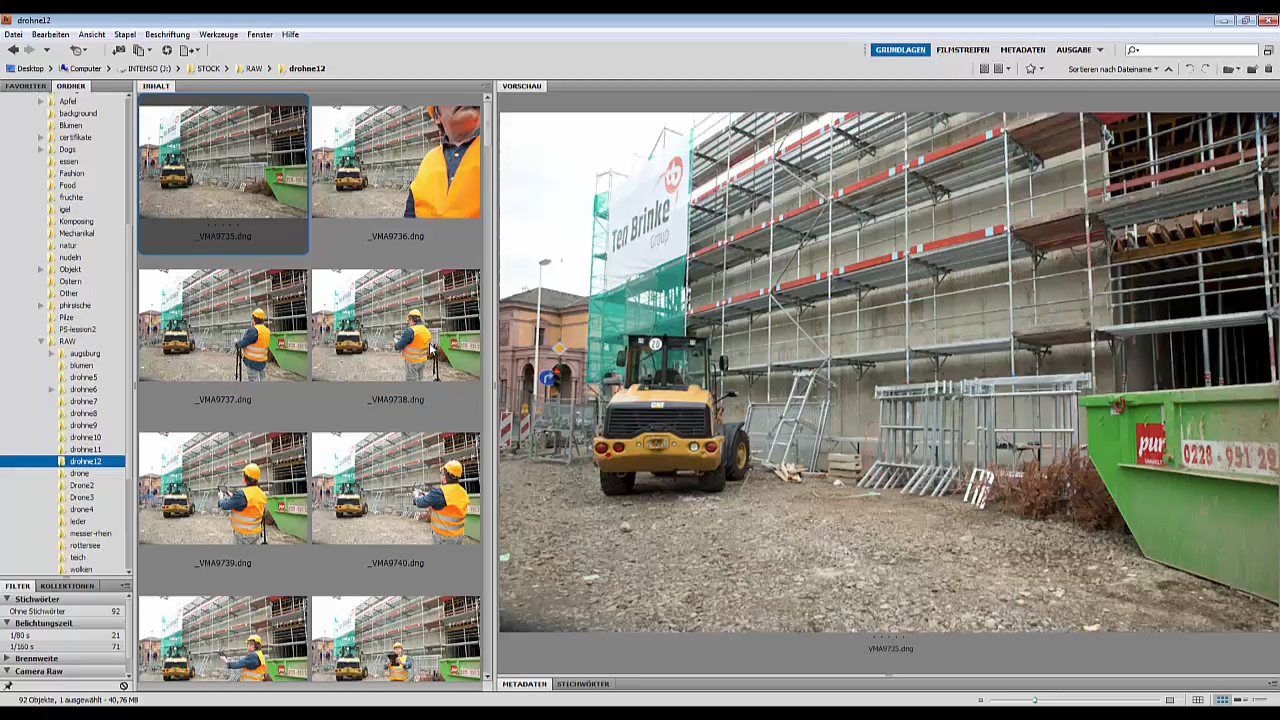 drohne12
Datei Bearbeiten Ansicht Stapel Beschriftung Werkzeuge Fenster Hilfe
GRUNDLAGEN FILMSTREIFEN METADATEN AUSGABE
Desktop Computer INTENSO (J:) STOCK RAW drohne12
Sortieren nach Dateiname
FAVORITEN ORDNER
Apfel
background
Blumen
certifikate
Dogs
essen
Fashion
Food
fruchte
igel
Komposing
Mechanikal
natur
nudeln
Objekt
Ostern
Other
phirsische
Pilze
PS-lession2
RAW
augsburg
blumen
drohne5
drohne6
drohne7
drohne8
drohne9
drohne10
drohne11
drohne12
drone
Drone2
Drone3
drone4
leder
messer-rhein
rottersee
teich
wolken
FILTER KOLLEKTIONEN
Stichwörter
Ohne Stichwörter 92
Belichtungszeit
1/80 s 21
1/160 s 71
Brennweite
Camera Raw
INHALT
_VMA9735.dng _VMA9736.dng
_VMA9737.dng _VMA9738.dng
_VMA9739.dng _VMA9740.dng
VORSCHAU
Ten Brinke
Group
20
CAT
pur
0228 - 951 29
_VMA9735.dng
METADATEN STICHWÖRTER
92 Objekte, 1 ausgewählt - 40,76 MB